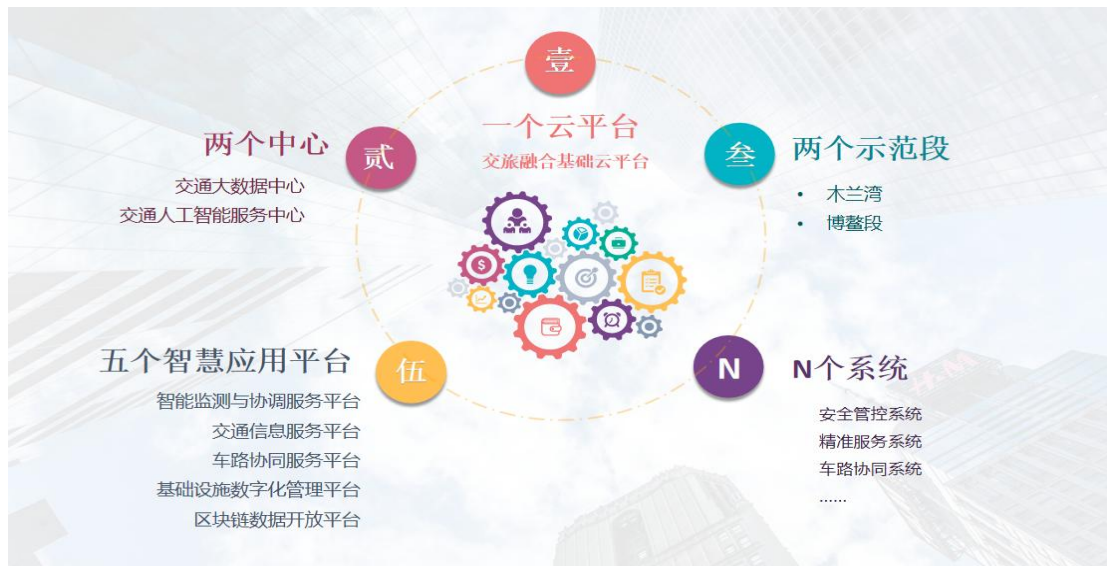 壹
一个云平台
交旅融合基础云平台
贰
两个中心
交通大数据中心
交通人工智能服务中心
叁
两个示范段
• 木兰湾
• 博鳌段
伍
五个智慧应用平台
智能监测与协调服务平台
交通信息服务平台
车路协同服务平台
基础设施数字化管理平台
区块链数据开放平台
N
N个系统
安全管控系统
精准服务系统
车路协同系统
......
H&M